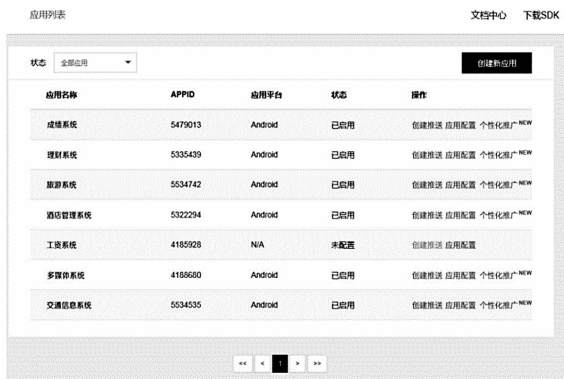 应用列表 文档中心 下载SDK
状态 全部应用 创建新应用
应用名称 APPID 应用平台 状态 操作
成绩系统 5479013 Android 已启用 创建推送 应用配置 个性化推广 NEW
理财系统 5335439 Android 已启用 创建推送 应用配置 个性化推广 NEW
旅游系统 5534742 Android 已启用 创建推送 应用配置 个性化推广 NEW
酒店管理系统 5322294 Android 已启用 创建推送 应用配置 个性化推广 NEW
工资系统 4185928 N/A 未配置 创建推送 应用配置
多媒体系统 4188680 Android 已启用 创建推送 应用配置 个性化推广 NEW
交通信息系统 5534535 Android 已启用 创建推送 应用配置 个性化推广 NEW
<< < 1 > >>